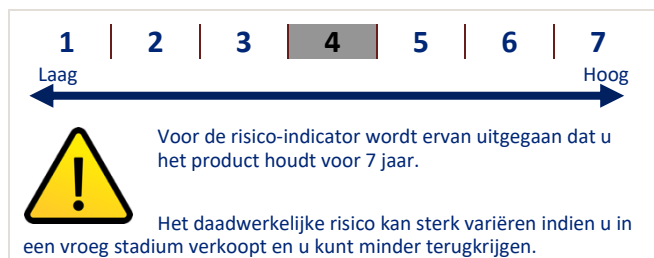 1 2 3 4 5 6 7
Laag Hoog
Voor de risico-indicator wordt ervan uitgegaan dat u
het product houdt voor 7 jaar.
Het daadwerkelijke risico kan sterk variëren indien u in
een vroeg stadium verkoopt en u kunt minder terugkrijgen.